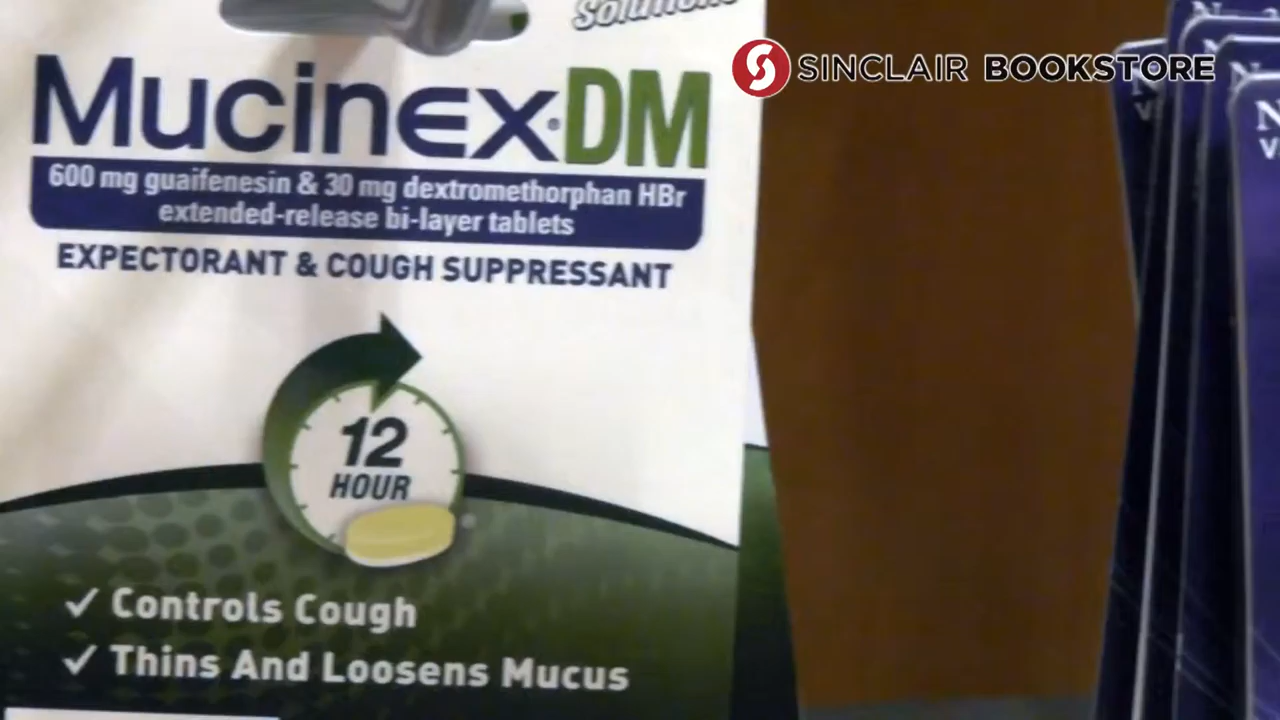 Solutions
SINCLAIR BOOKSTORE
MucinEx DM
600 mg guaifenesin & 30 mg dextromethorphan HBr
extended-release bi-layer tablets
EXPECTORANT & COUGH SUPPRESSANT
12
HOUR
Controls Cough
Thins And Loosens Mucus